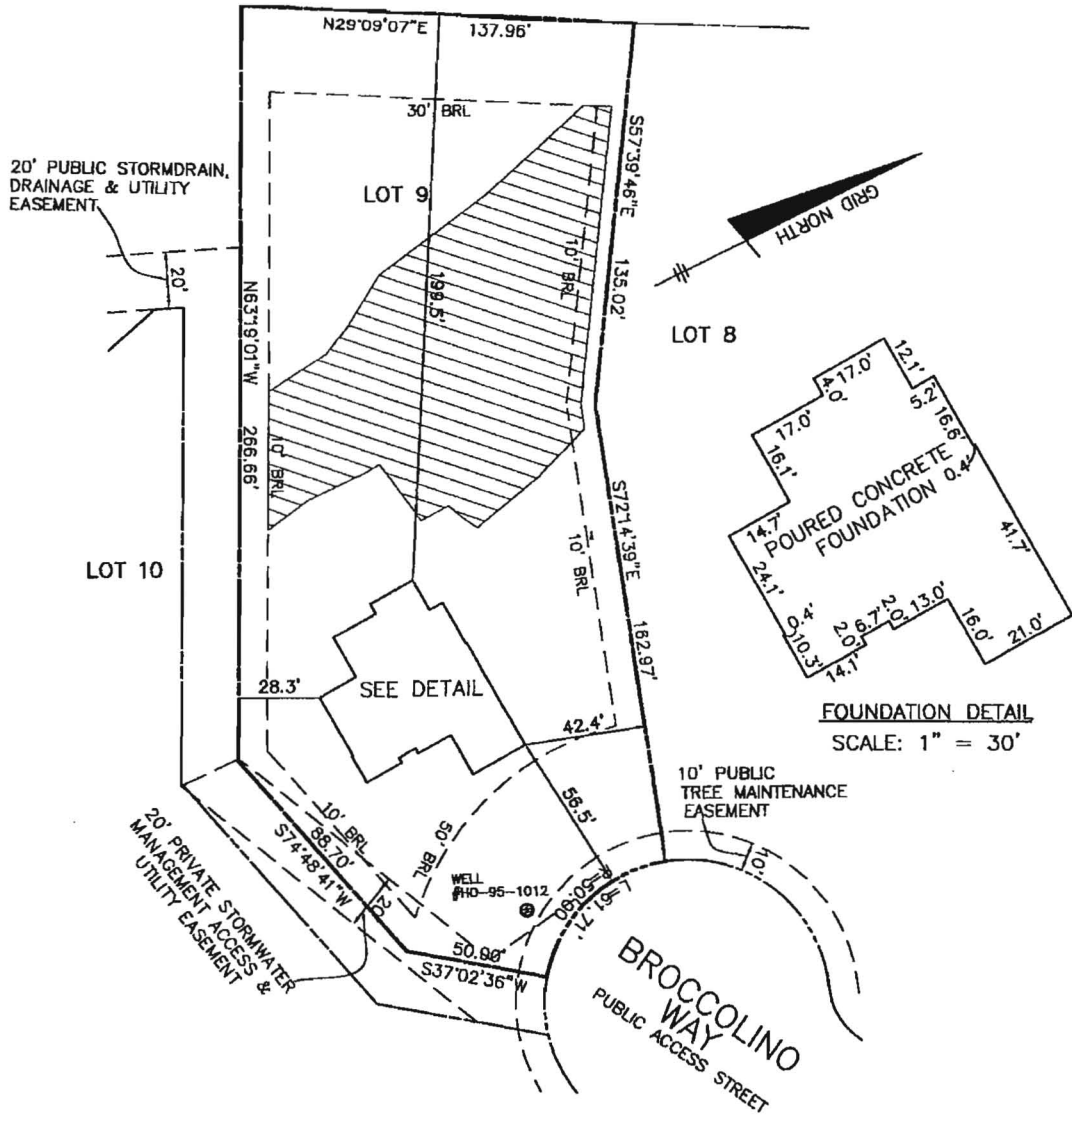 N29°09'07"E 137.96'
30' BRL
20' PUBLIC STORMDRAIN,
DRAINAGE & UTILITY
EASEMENT
20'
LOT 9
S57°39'46"E 135.02'
10' BRL
199.5'
GRID NORTH
LOT 8
N63°19'01"W 266.66'
10' BRL
LOT 10
S72°14'39"E 162.97'
10' BRL
28.3'
SEE DETAIL
42.4'
56.5'
17.0'
12.1'
4.0'
5.2'
17.0'
16.6'
16.1'
POURED CONCRETE
FOUNDATION
0.4'
14.7'
41.7'
24.1'
0.4'
10.3'
2.0'
6.7'
2.0'
13.0'
16.0'
21.0'
14.1'
FOUNDATION DETAIL
SCALE: 1" = 30'
10' PUBLIC
TREE MAINTENANCE
EASEMENT
10.0'
10' BRL
88.70'
S74°48'41"W
50' BRL
20'
20' PRIVATE STORMWATER
MANAGEMENT ACCESS &
UTILITY EASEMENT
WELL
#HO-95-1012
R=50.00
L=61.71'
50.00'
S37°02'36"W
BROCCOLINO
WAY
PUBLIC ACCESS STREET